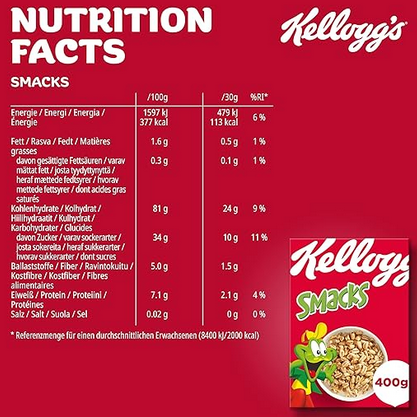 NUTRITION
FACTS
Kellogg's
SMACKS
/100g /30g %RI*
Energie / Energi / Energia / 1597 kJ 479 kJ 6 %
Énergie 377 kcal 113 kcal
Fett / Rasva / Fedt / Matières 1.6 g 0.5 g 1 %
grasses
davon gesättigte Fettsäuren / varav 0.3 g 0.1 g 1 %
mättat fett / josta tyydyttynyttä /
heraf mættede fedtsyrer / hvorav
mettede fettsyrer / dont acides gras
saturés
Kohlenhydrate / Kolhydrat / 81 g 24 g 9 %
Hiilihydraatit / Kulhydrat /
Karbohydrater / Glucides
davon Zucker / varav sockerarter / 34 g 10 g 11 %
josta sokereita / heraf sukkerarter /
hvorav sukkerarter / dont sucres
Ballaststoffe / Fiber / Ravintokuitu / 5.0 g 1.5 g
Kostfibre / Kostfiber / Fibres
alimentaires
Eiweiß / Protein / Proteiini / 7.1 g 2.1 g 4 %
Protéines
Salz / Salt / Suola / Sel 0.02 g 0 g 0 %
* Referenzmenge für einen durchschnittlichen Erwachsenen (8400 kJ/2000 kcal)
Kellogg
SMACKS
400g